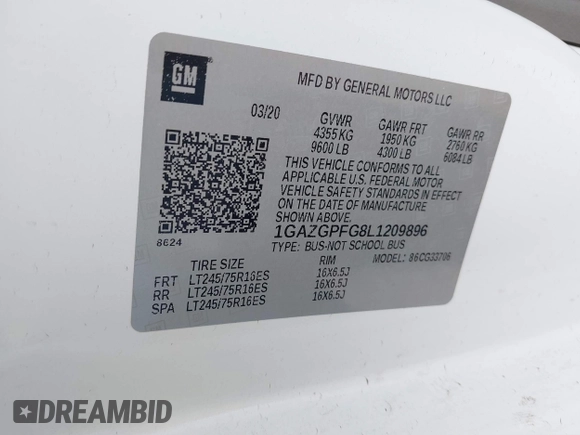 GM
MFD BY GENERAL MOTORS LLC
03/20 GVWR GAWR FRT GAWR RR
4355 KG 1950 KG 2760 KG
9600 LB 4300 LB 6084 LB
THIS VEHICLE CONFORMS TO ALL
APPLICABLE U.S. FEDERAL MOTOR
VEHICLE SAFETY STANDARDS IN EFFECT
ON THE DATE OF MANUFACTURE
SHOWN ABOVE.
1GAZGPFG8L1209896
8624
TYPE: BUS-NOT SCHOOL BUS MODEL: 86CG33706
TIRE SIZE RIM
FRT LT245/75R16ES 16X6.5J
RR LT245/75R16ES 16X6.5J
SPA LT245/75R16ES 16X6.5J
DREAMBID